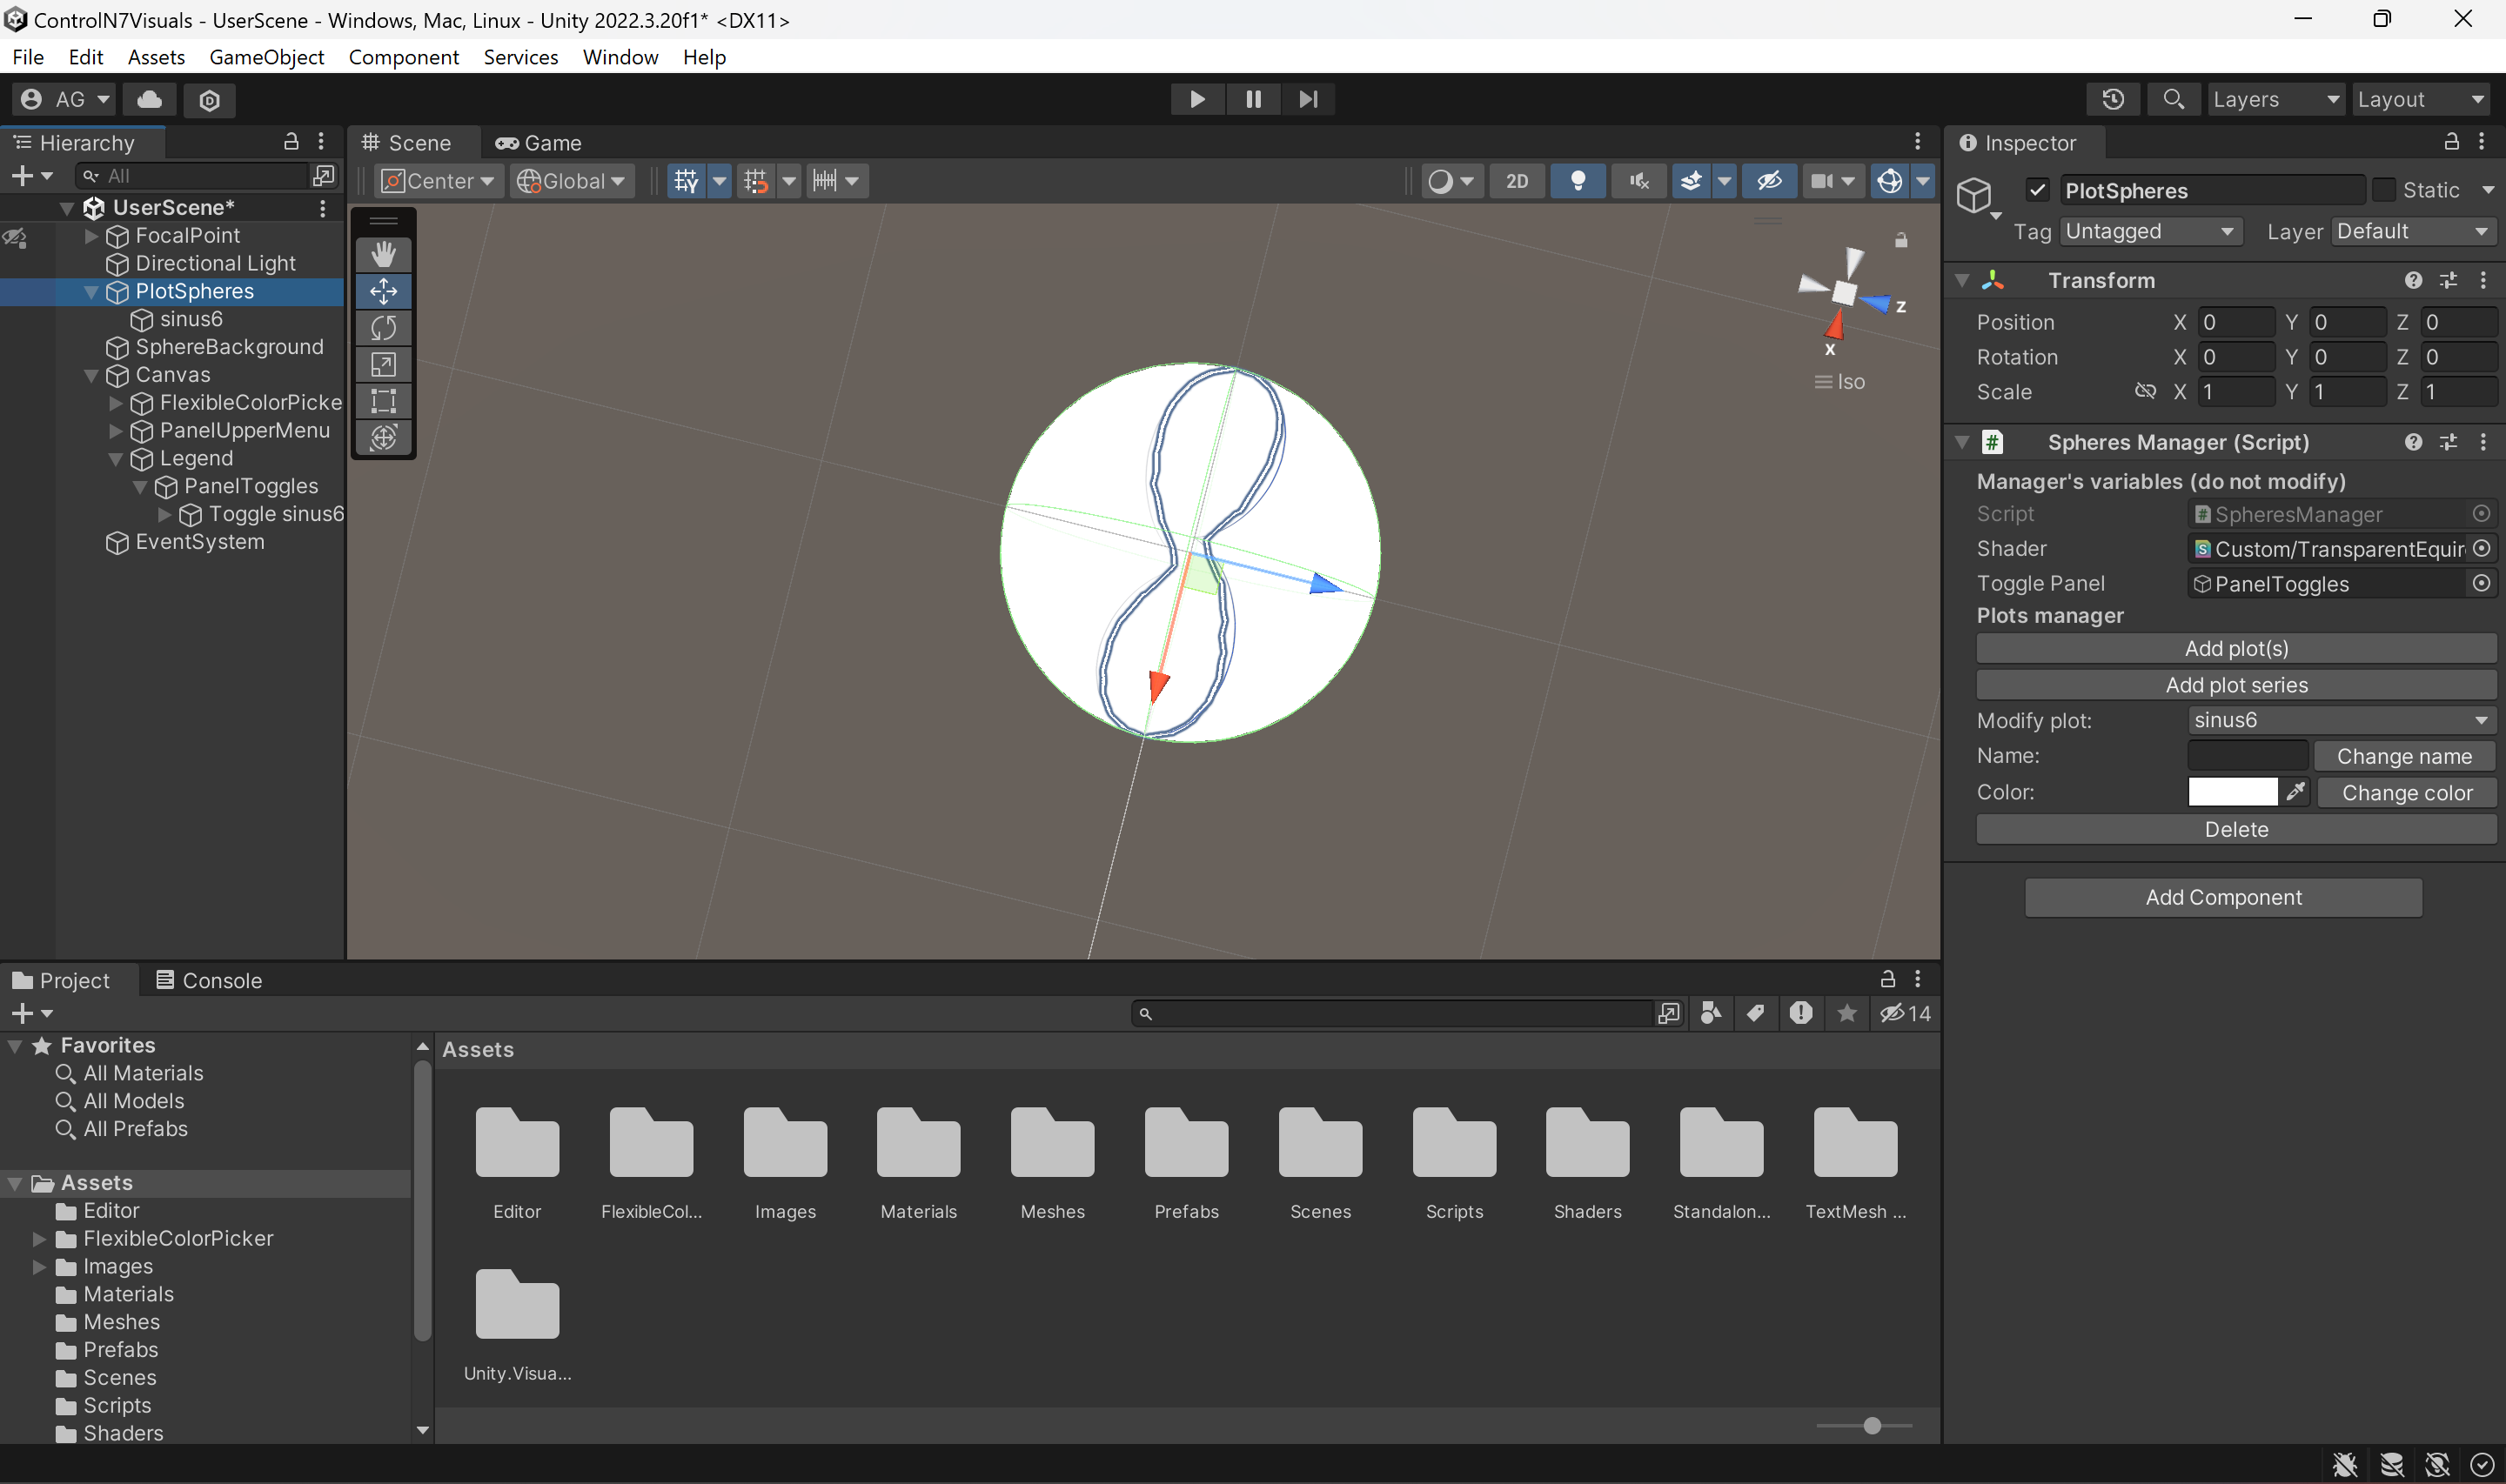 ControlN7Visuals - UserScene - Windows, Mac, Linux - Unity 2022.3.20f1* <DX11>
File Edit Assets GameObject Component Services Window Help
AG
Layers
Layout
Hierarchy
All
UserScene*
FocalPoint
Directional Light
PlotSpheres
sinus6
SphereBackground
Canvas
FlexibleColorPicke
PanelUpperMenu
Legend
PanelToggles
Toggle sinus6
EventSystem
Scene
Game
Center
Global
2D
z
x
Iso
Inspector
PlotSpheres
Static
Tag Untagged Layer Default
Transform
Position X 0 Y 0 Z 0
Rotation X 0 Y 0 Z 0
Scale X 1 Y 1 Z 1
# Spheres Manager (Script)
Manager's variables (do not modify)
Script # SpheresManager
Shader S Custom/TransparentEquir
Toggle Panel PanelToggles
Plots manager
Add plot(s)
Add plot series
Modify plot: sinus6
Name: Change name
Color: Change color
Delete
Add Component
Project
Console
14
Favorites
All Materials
All Models
All Prefabs
Assets
Editor
FlexibleColorPicker
Images
Materials
Meshes
Prefabs
Scenes
Scripts
Shaders
Assets
Editor FlexibleCol... Images Materials Meshes Prefabs Scenes Scripts Shaders Standalon... TextMesh ...
Unity.Visua...